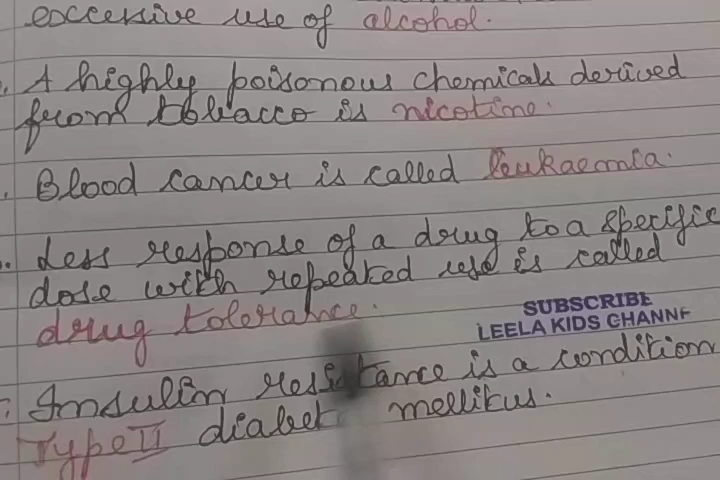 excessive use of alcohol.
. A highly poisonous chemicals derived
from tobacco is nicotine.
. Blood cancer is called leukaemia.
. Less response of a drug to a specific
dose with repeated use is called
drug tolerance.
SUBSCRIBE
LEELA KIDS CHANNE
Insulin resistance is a condition
Type II diabet mellitus.